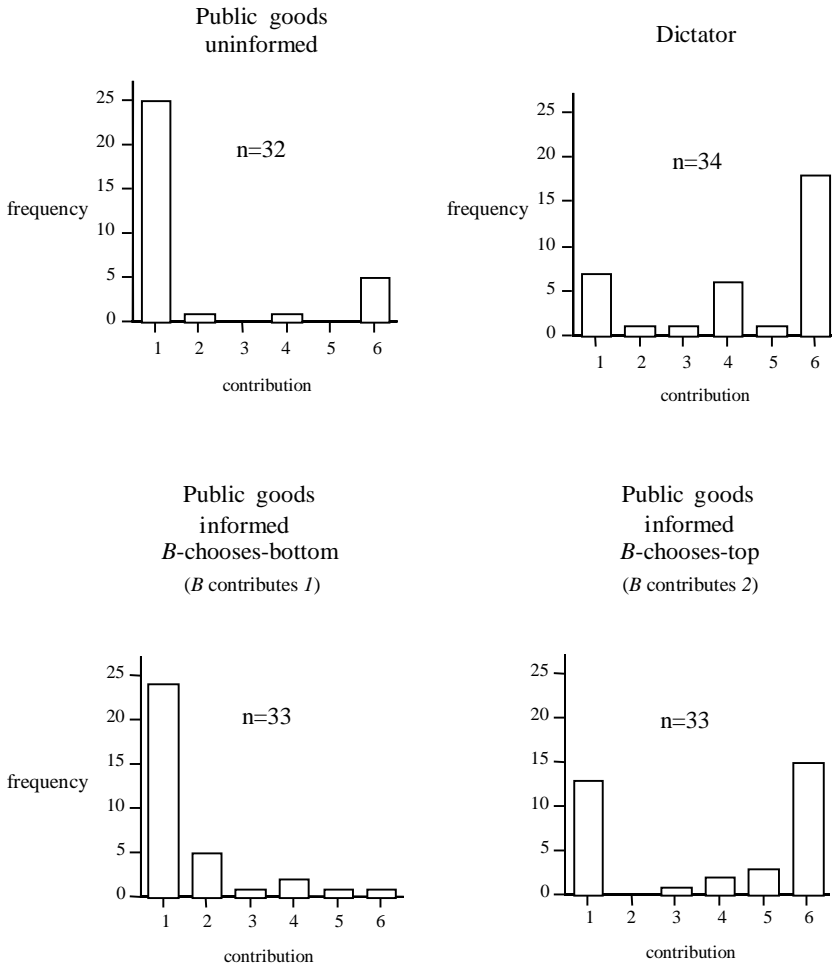 Public goods
uninformed
25
20
15
10
5
0
frequency
n=32
1 2 3 4 5 6
contribution
Dictator
25
20
15
10
5
0
frequency
n=34
1 2 3 4 5 6
contribution
Public goods
informed
B-chooses-bottom
(B contributes 1)
25
20
15
10
5
0
frequency
n=33
1 2 3 4 5 6
contribution
Public goods
informed
B-chooses-top
(B contributes 2)
25
20
15
10
5
0
n=33
1 2 3 4 5 6
contribution